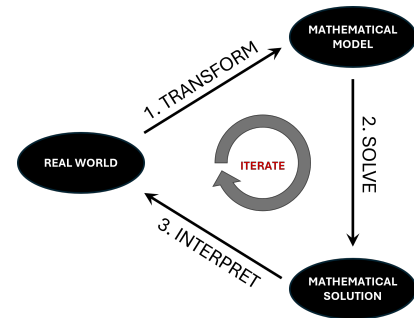 MATHEMATICAL
MODEL
1. TRANSFORM
2. SOLVE
REAL WORLD
ITERATE
3. INTERPRET
MATHEMATICAL
SOLUTION